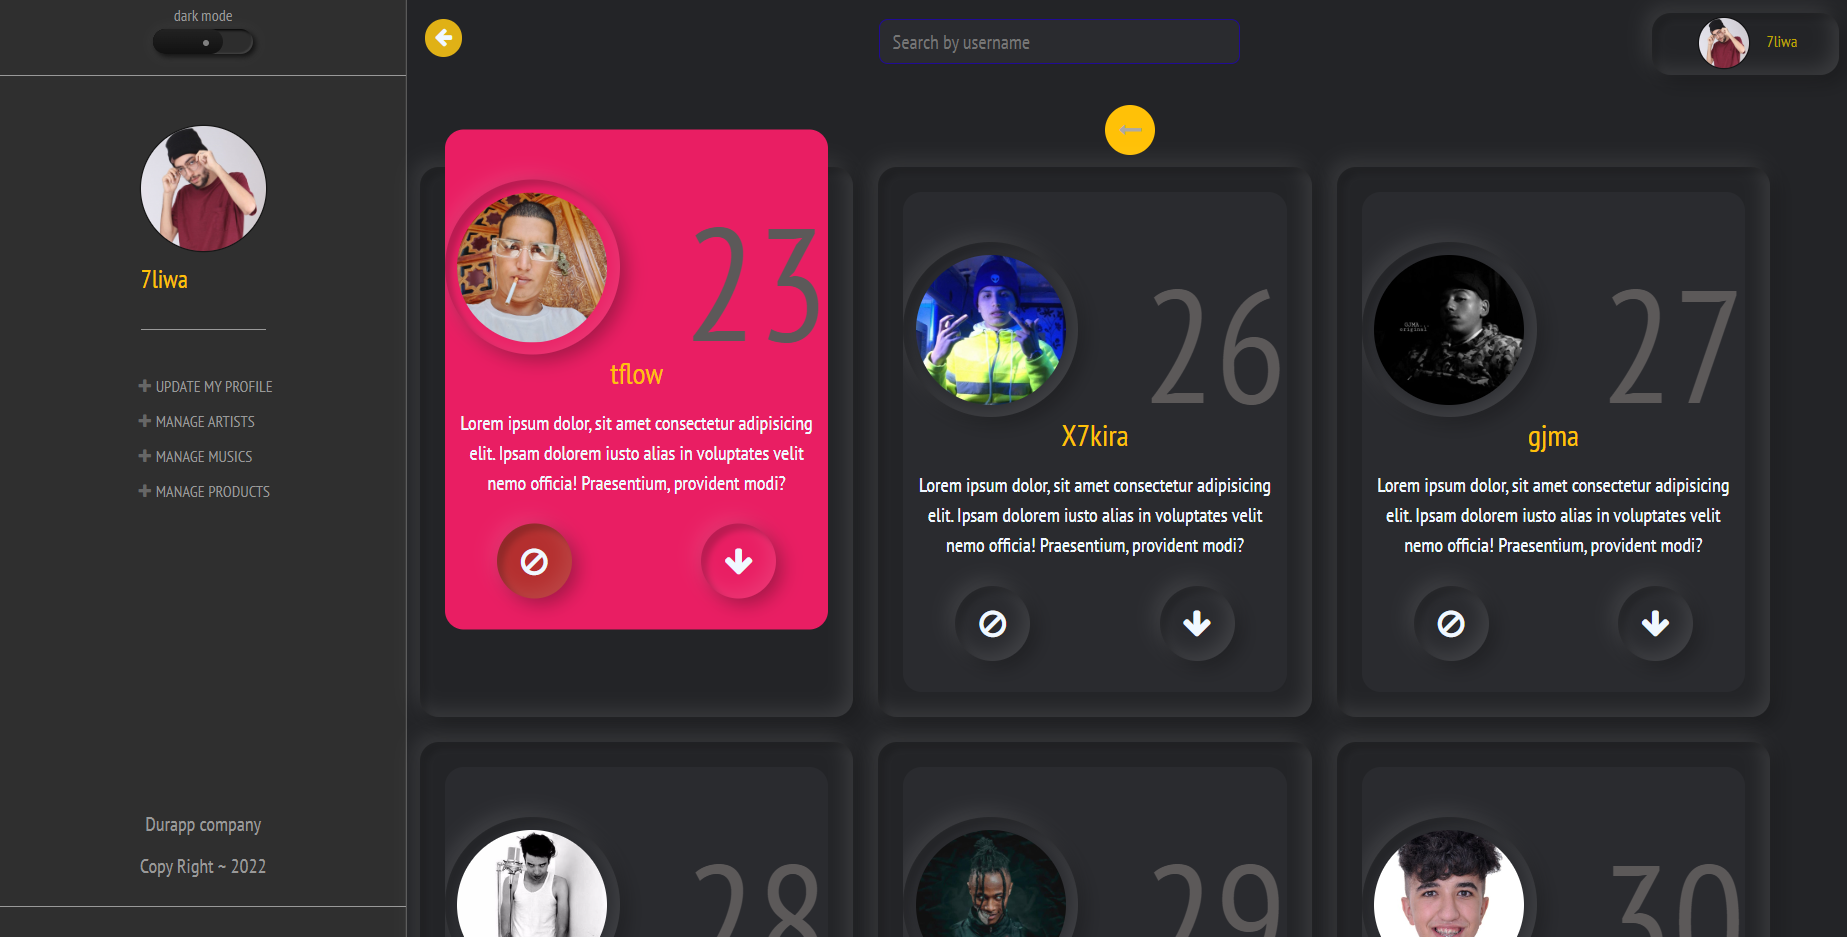 dark mode
7liwa
UPDATE MY PROFILE
MANAGE ARTISTS
MANAGE MUSICS
MANAGE PRODUCTS
Durapp company
Copy Right ~ 2022
Search by username
7liwa
23
tflow
Lorem ipsum dolor, sit amet consectetur adipisicing
elit. Ipsam dolorem iusto alias in voluptates velit
nemo officia! Praesentium, provident modi?
26
X7kira
Lorem ipsum dolor, sit amet consectetur adipisicing
elit. Ipsam dolorem iusto alias in voluptates velit
nemo officia! Praesentium, provident modi?
27
GJMA
original
gjma
Lorem ipsum dolor, sit amet consectetur adipisicing
elit. Ipsam dolorem iusto alias in voluptates velit
nemo officia! Praesentium, provident modi?
28
29
30